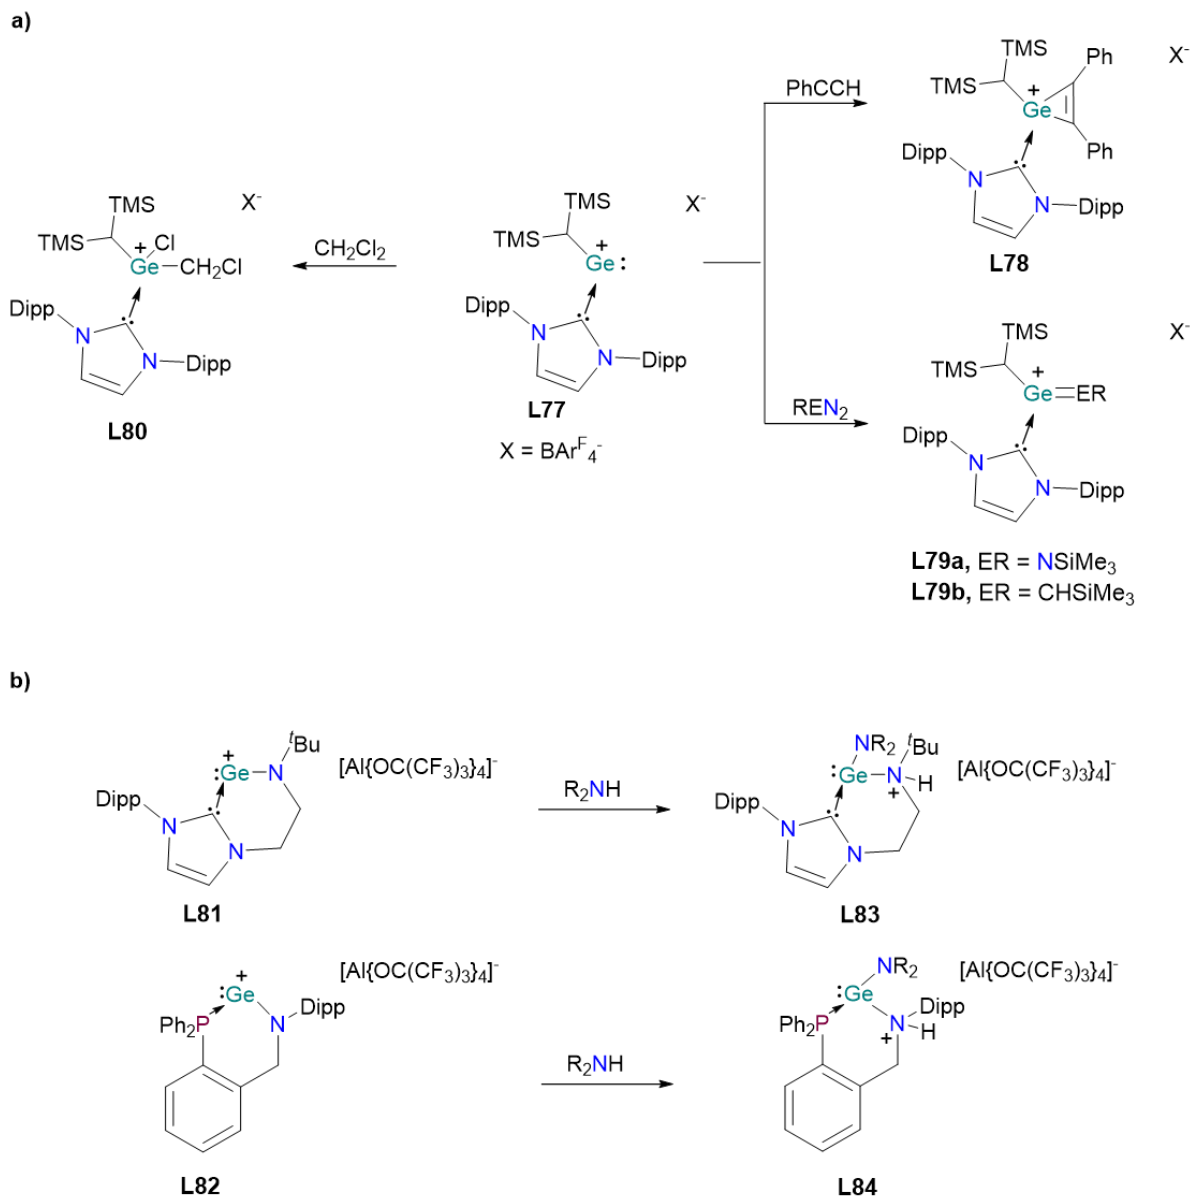 a)
TMS
TMS
+
Cl
Ge
CH₂Cl
X⁻
Dipp
N
N
Dipp
L80
CH₂Cl₂
TMS
TMS
+
Ge:
X⁻
Dipp
N
N
Dipp
L77
X = BArᶠ₄⁻
PhCCH
TMS
TMS
+
Ge
Ph
Ph
X⁻
Dipp
N
N
Dipp
L78
REN₂
TMS
TMS
+
Ge=ER
X⁻
Dipp
N
N
Dipp
L79a, ER = NSiMe₃
L79b, ER = CHSiMe₃
b)
+
:Ge
N
ᵗBu
[Al{OC(CF₃)₃}₄]⁻
Dipp
N
N
L81
R₂NH
NR₂
ᵗBu
:Ge
N
H
+
[Al{OC(CF₃)₃}₄]⁻
Dipp
N
N
L83
+
:Ge
Dipp
[Al{OC(CF₃)₃}₄]⁻
Ph₂P
N
L82
R₂NH
NR₂
:Ge
Dipp
[Al{OC(CF₃)₃}₄]⁻
Ph₂P
N
H
+
L84